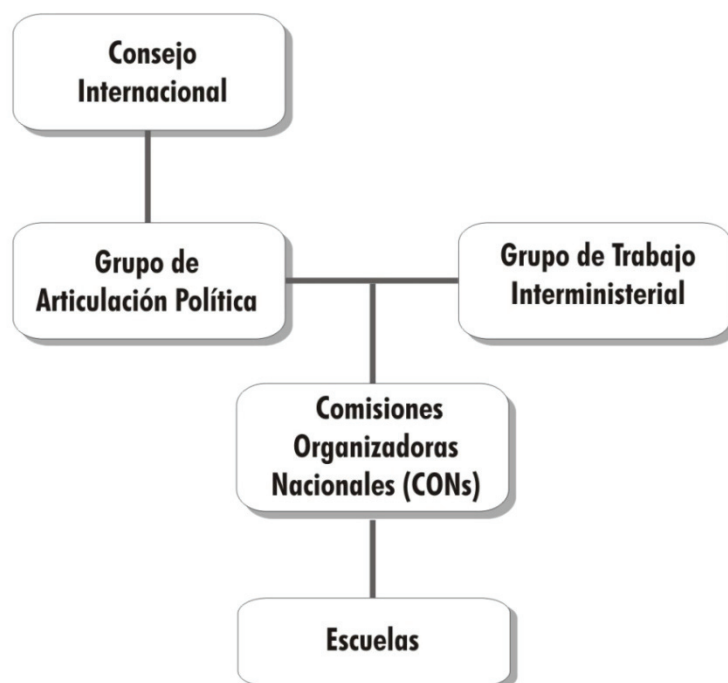 Consejo
Internacional
Grupo de
Articulación Política
Grupo de Trabajo
Interministerial
Comisiones
Organizadoras
Nacionales (CONs)
Escuelas